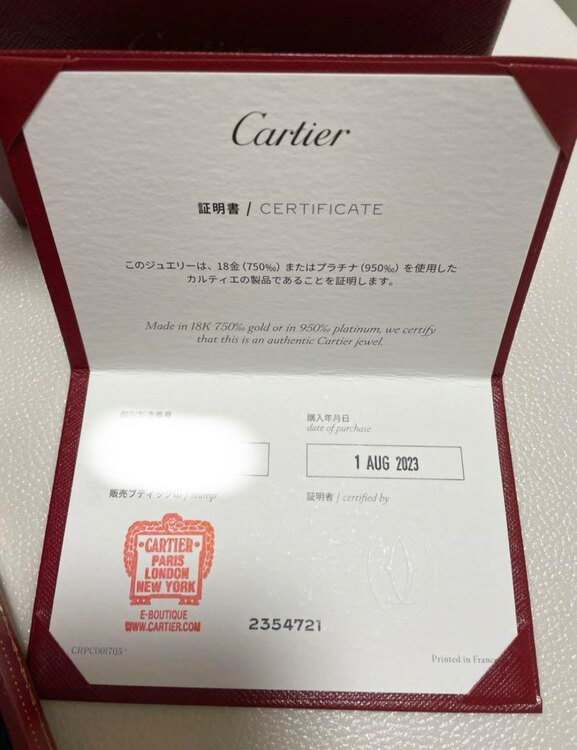 Cartier
証明書 / CERTIFICATE
このジュエリーは、18金(750‰)またはプラチナ(950‰)を使用した
カルティエの製品であることを証明します。
Made in 18K 750‰ gold or in 950‰ platinum, we certify
that this is an authentic Cartier jewel.
購入年月日
date of purchase
1 AUG 2023
販売ブティック印 / stamp
証明者 / certified by
CARTIER
PARIS
LONDON
NEW YORK
E-BOUTIQUE
WWW.CARTIER.COM
2354721
CRPC001705
Printed in France